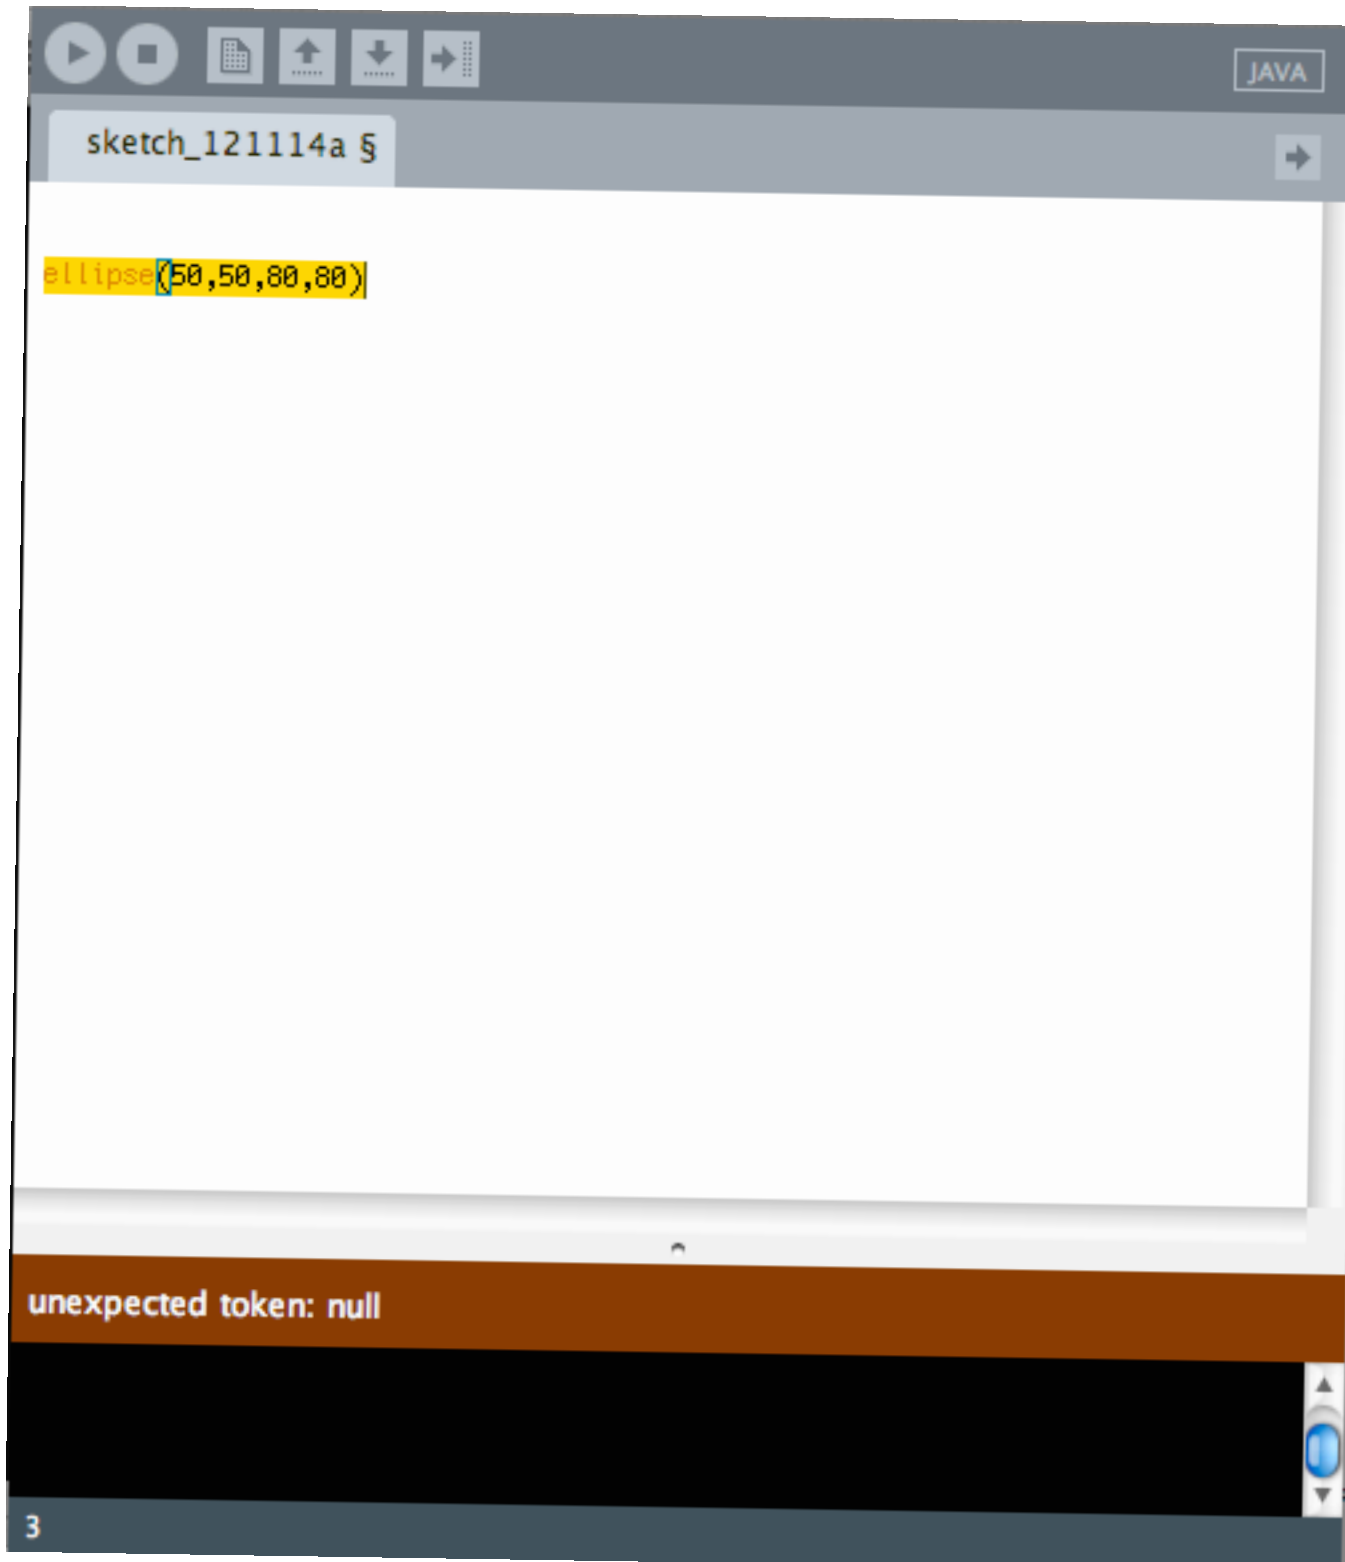 JAVA
sketch_121114a §
ellipse(50,50,80,80)
unexpected token: null
3